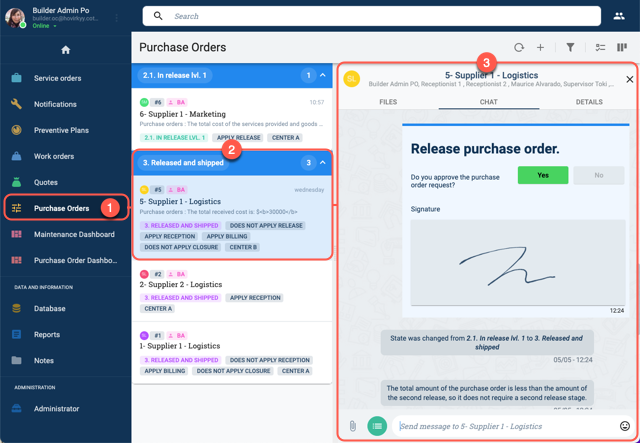 Builder Admin Po
builder.ac@hovirkyy.cot...
Online
Search
Service orders
Notifications
Preventive Plans
Work orders
Quotes
Purchase Orders
1
Maintenance Dashboard
Purchase Order Dashbo...
DATA AND INFORMATION
Database
Reports
Notes
ADMINISTRATION
Administrator
Purchase Orders
2.1. In release lvl. 1
1
#6
BA
10:57
6- Supplier 1 - Marketing
Purchase orders : The total cost of the services provided and goods ...
2.1. IN RELEASE LVL. 1
APPLY RELEASE
CENTER A
2
3. Released and shipped
3
SL
#5
BA
wednesday
5- Supplier 1 - Logistics
Purchase orders : The total received cost is: $<b>30000</b>
3. RELEASED AND SHIPPED
DOES NOT APPLY RELEASE
APPLY RECEPTION
APPLY BILLING
DOES NOT APPLY CLOSURE
CENTER B
SL
#2
BA
2- Supplier 2 - Logistics
3. RELEASED AND SHIPPED
APPLY RECEPTION
CENTER A
SL
#1
BA
1- Supplier 1 - Logistics
3. RELEASED AND SHIPPED
DOES NOT APPLY RECEPTION
APPLY BILLING
DOES NOT APPLY CLOSURE
CENTER A
3
SL
5- Supplier 1 - Logistics
Builder Admin PO, Receptionist 1 , Receptionist 2 , Maurice Alvarado, Supervisor Toki ,...
FILES
CHAT
DETAILS
Release purchase order.
Do you approve the purchase
order request?
Yes
No
Signature
12:24
State was changed from 2.1. In release lvl. 1 to 3. Released and
shipped
05/05 - 12:24
The total amount of the purchase order is less than the amount of the
second release, so it does not require a second release stage.
Send message to 5- Supplier 1 - Logistics